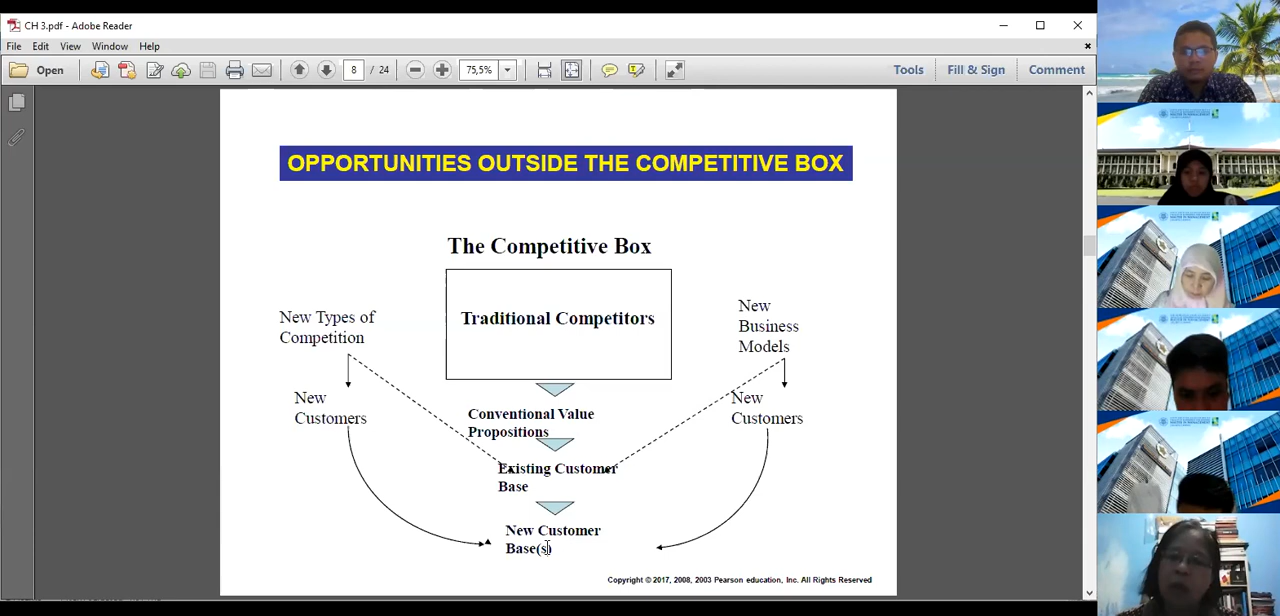 CH 3.pdf - Adobe Reader
File Edit View Window Help
Open
8 / 24
75,5%
Tools
Fill & Sign
Comment
OPPORTUNITIES OUTSIDE THE COMPETITIVE BOX
The Competitive Box
Traditional Competitors
New Types of
Competition
New
Business
Models
New
Customers
New
Customers
Conventional Value
Propositions
Existing Customer
Base
New Customer
Base(s)
Copyright © 2017, 2008, 2003 Pearson education, Inc. All Rights Reserved